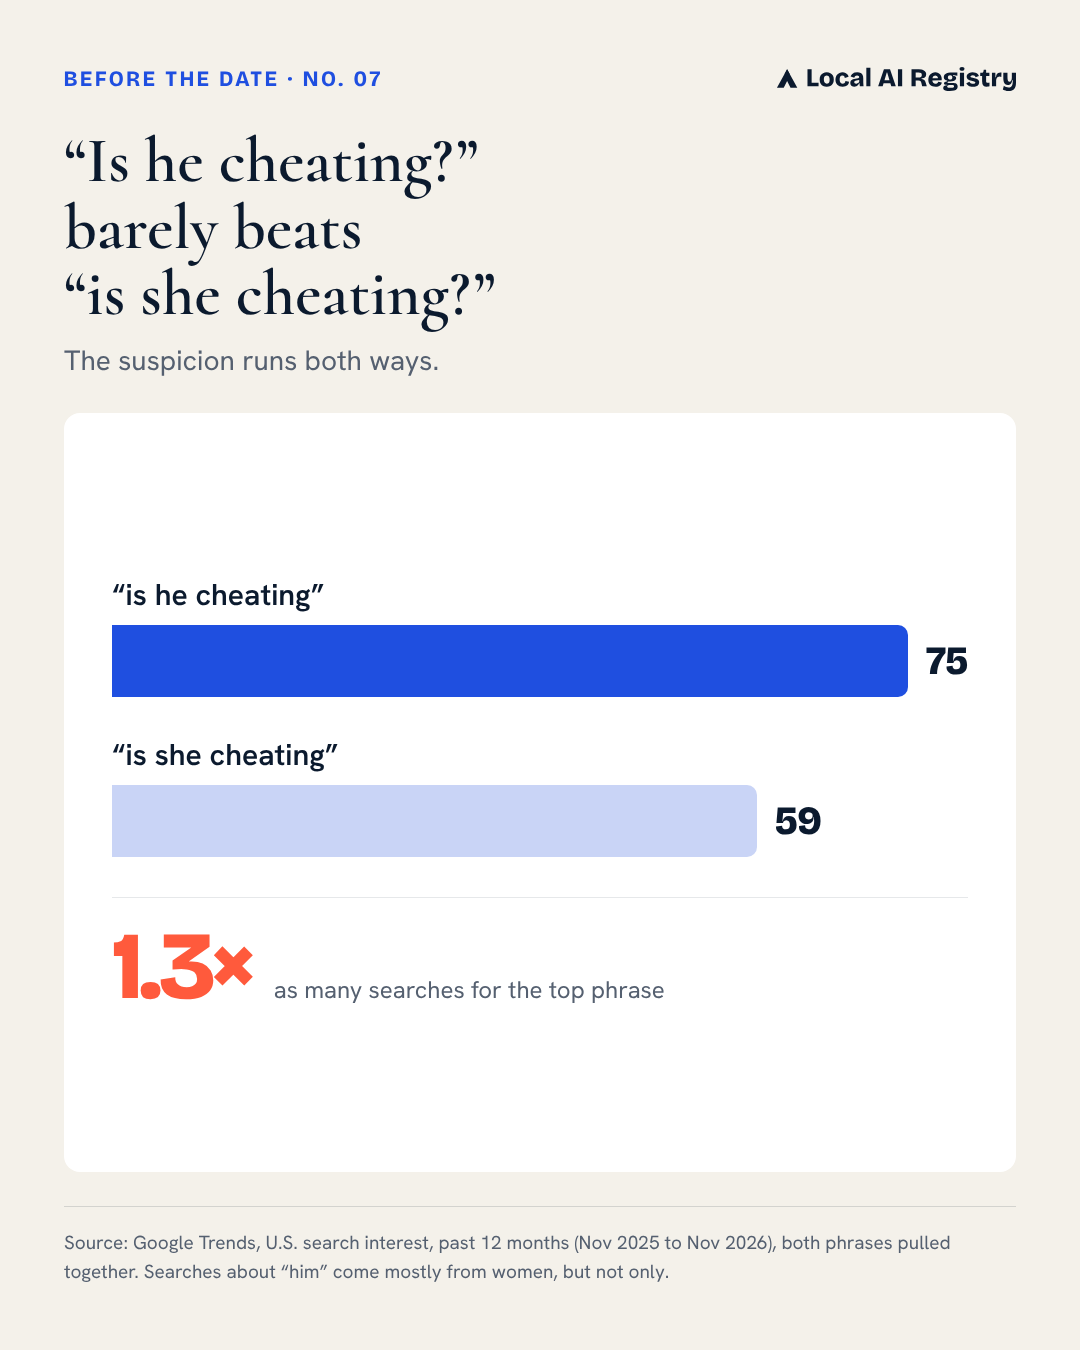 BEFORE THE DATE · NO. 07
Local AI Registry
“Is he cheating?”
barely beats
“is she cheating?”
The suspicion runs both ways.
“is he cheating”
75
“is she cheating”
59
1.3× as many searches for the top phrase
Source: Google Trends, U.S. search interest, past 12 months (Nov 2025 to Nov 2026), both phrases pulled
together. Searches about “him” come mostly from women, but not only.